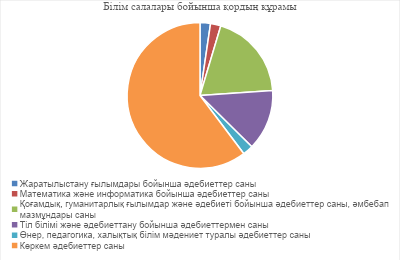 Білім салалары бойынша қордың құрамы
Жаратылыстану ғылымдары бойынша әдебиеттер саны
Математика және информатика бойынша әдебиеттер саны
Қоғамдық, гуманитарлық ғылымдар және әдебиеті бойынша әдебиеттер саны, әмбебап
мазмұндары саны
Тіл білімі және әдебиеттану бойынша әдебиеттермен саны
Өнер, педагогика, халықтық білім мәдениет туралы әдебиеттер саны
Көркем әдебиеттер саны